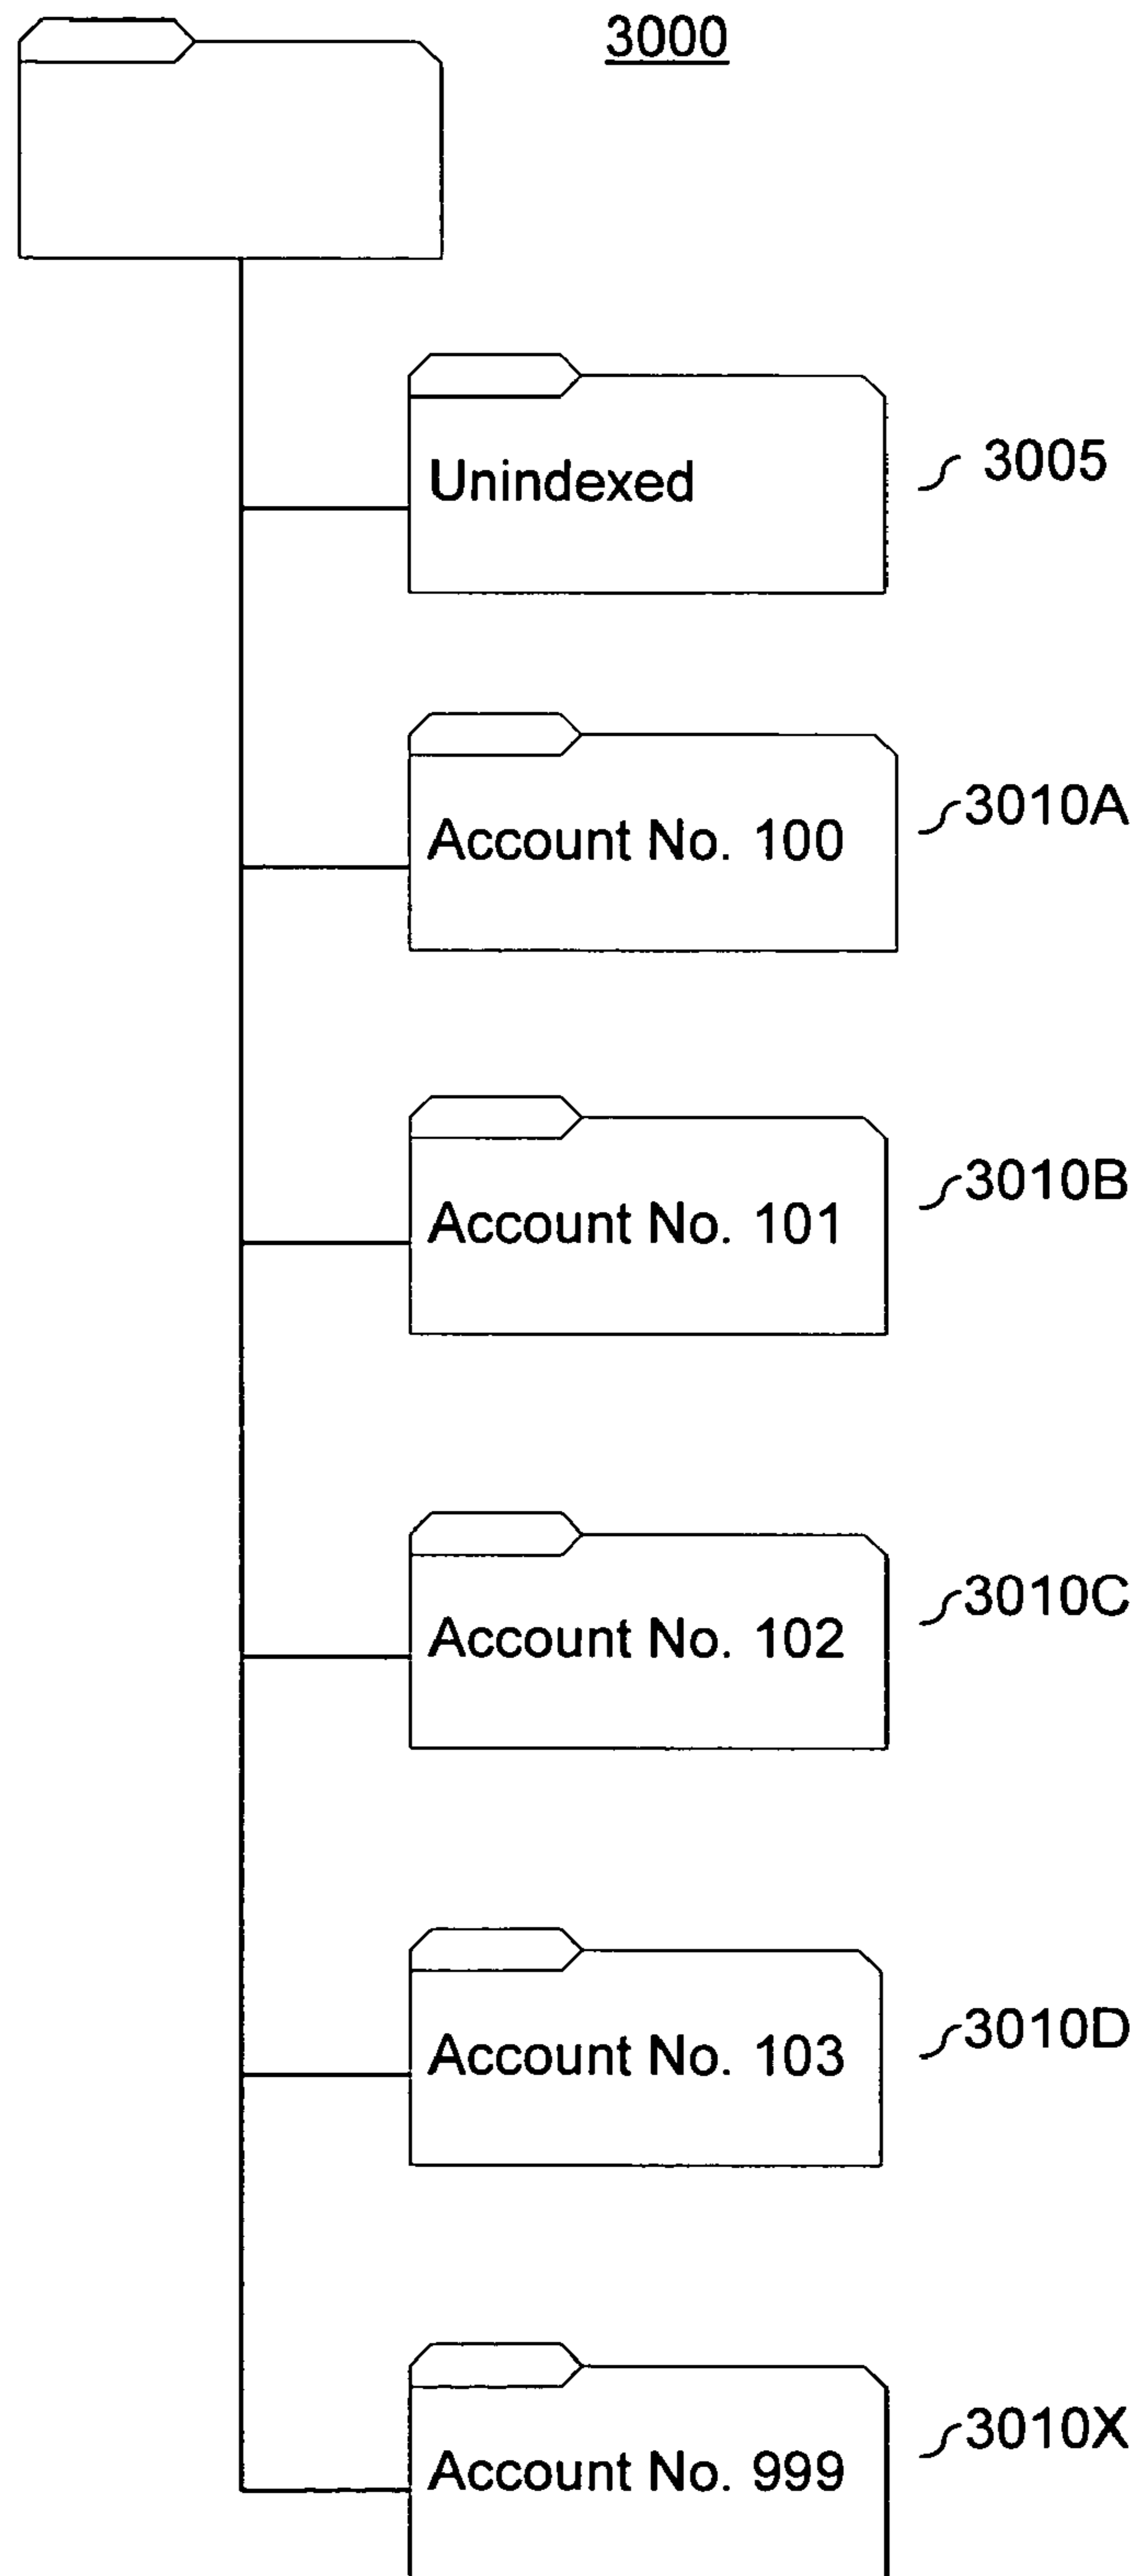 3000
Unindexed
3005
Account No. 100
3010A
Account No. 101
3010B
Account No. 102
3010C
Account No. 103
3010D
Account No. 999
3010X